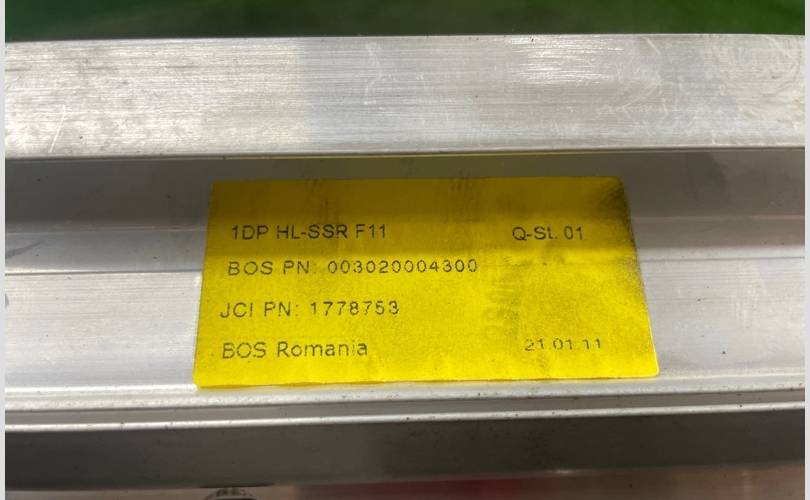 1DP HL-SSR F11 Q-St. 01
BOS PN: 003020004300
JCI PN: 1778753
BOS Romania 21.01.11